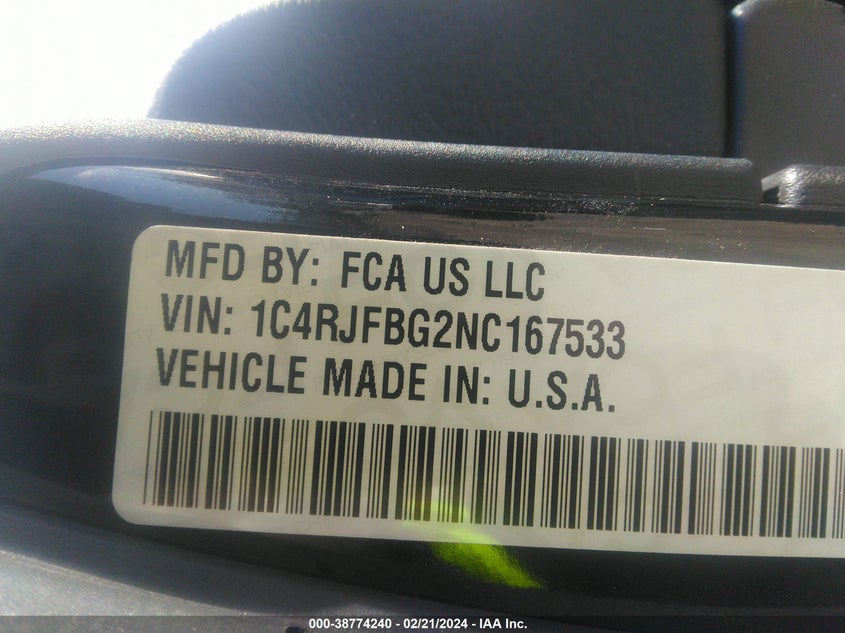 MFD BY: FCA US LLC
VIN: 1C4RJFBG2NC167533
VEHICLE MADE IN: U.S.A.
000-38774240 - 02/21/2024 - IAA Inc.